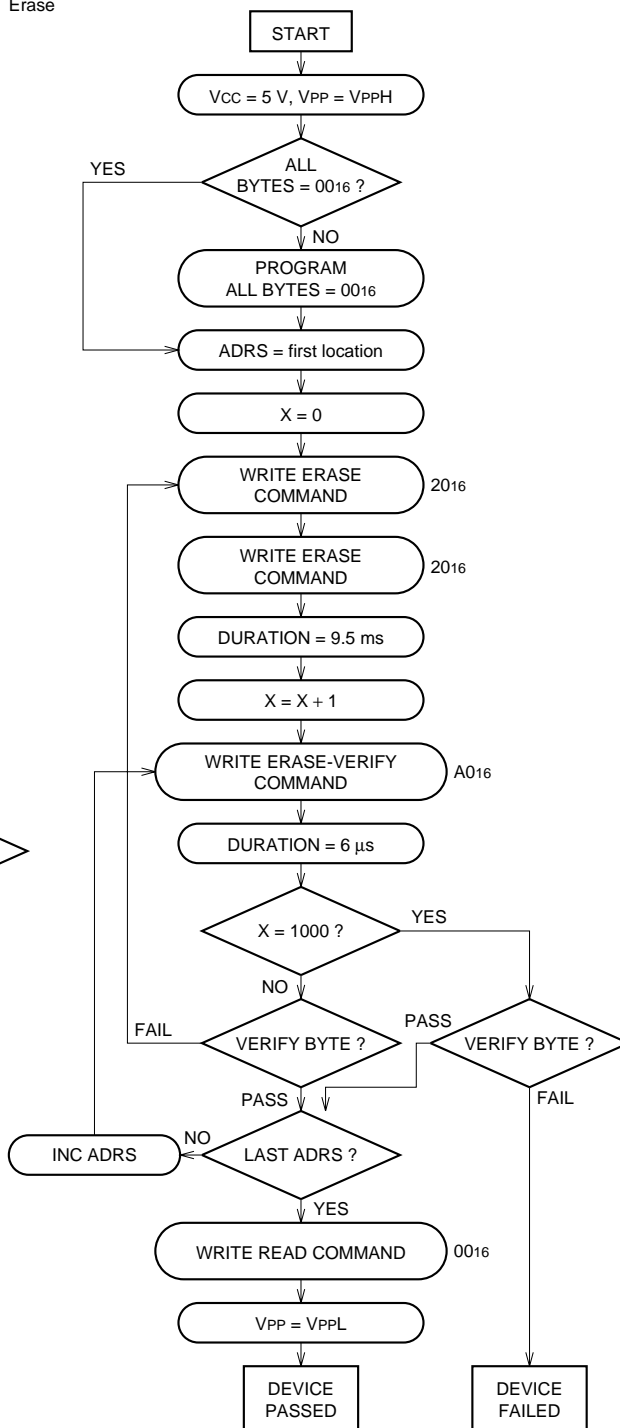 Erase
START
VCC = 5 V, VPP = VPPH
YES
ALL
BYTES = 0016 ?
NO
PROGRAM
ALL BYTES = 0016
ADRS = first location
X = 0
WRITE ERASE
COMMAND
2016
WRITE ERASE
COMMAND
2016
DURATION = 9.5 ms
X = X + 1
WRITE ERASE-VERIFY
COMMAND
A016
DURATION = 6 µs
X = 1000 ?
YES
NO
FAIL
VERIFY BYTE ?
PASS
VERIFY BYTE ?
PASS
FAIL
INC ADRS
NO
LAST ADRS ?
YES
WRITE READ COMMAND
0016
VPP = VPPL
DEVICE
PASSED
DEVICE
FAILED